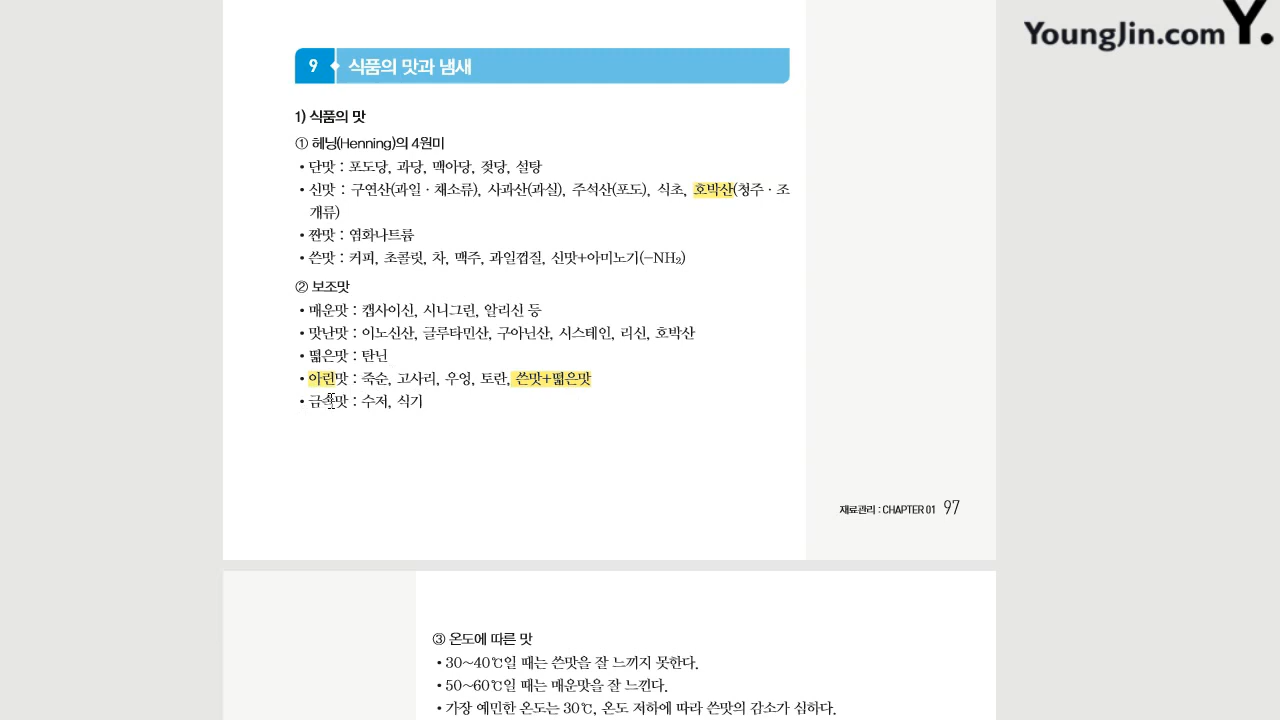 YoungJin.com Y.
9 식품의 맛과 냄새
1) 식품의 맛
① 헤닝(Henning)의 4원미
• 단맛 : 포도당, 과당, 맥아당, 젖당, 설탕
• 신맛 : 구연산(과일 · 채소류), 사과산(과실), 주석산(포도), 식초, 호박산(청주 · 조
개류)
• 짠맛 : 염화나트륨
• 쓴맛 : 커피, 초콜릿, 차, 맥주, 과일껍질, 신맛+아미노기(−NH₂)
② 보조맛
• 매운맛 : 캡사이신, 시니그린, 알리신 등
• 맛난맛 : 이노신산, 글루타민산, 구아닌산, 시스테인, 리신, 호박산
• 떫은맛 : 탄닌
• 아린맛 : 죽순, 고사리, 우엉, 토란, 쓴맛+떫은맛
• 금속맛 : 수저, 식기
재료관리 : CHAPTER 01 97
③ 온도에 따른 맛
• 30~40℃일 때는 쓴맛을 잘 느끼지 못한다.
• 50~60℃일 때는 매운맛을 잘 느낀다.
• 가장 예민한 온도는 30℃, 온도 저하에 따라 쓴맛의 감소가 심하다.